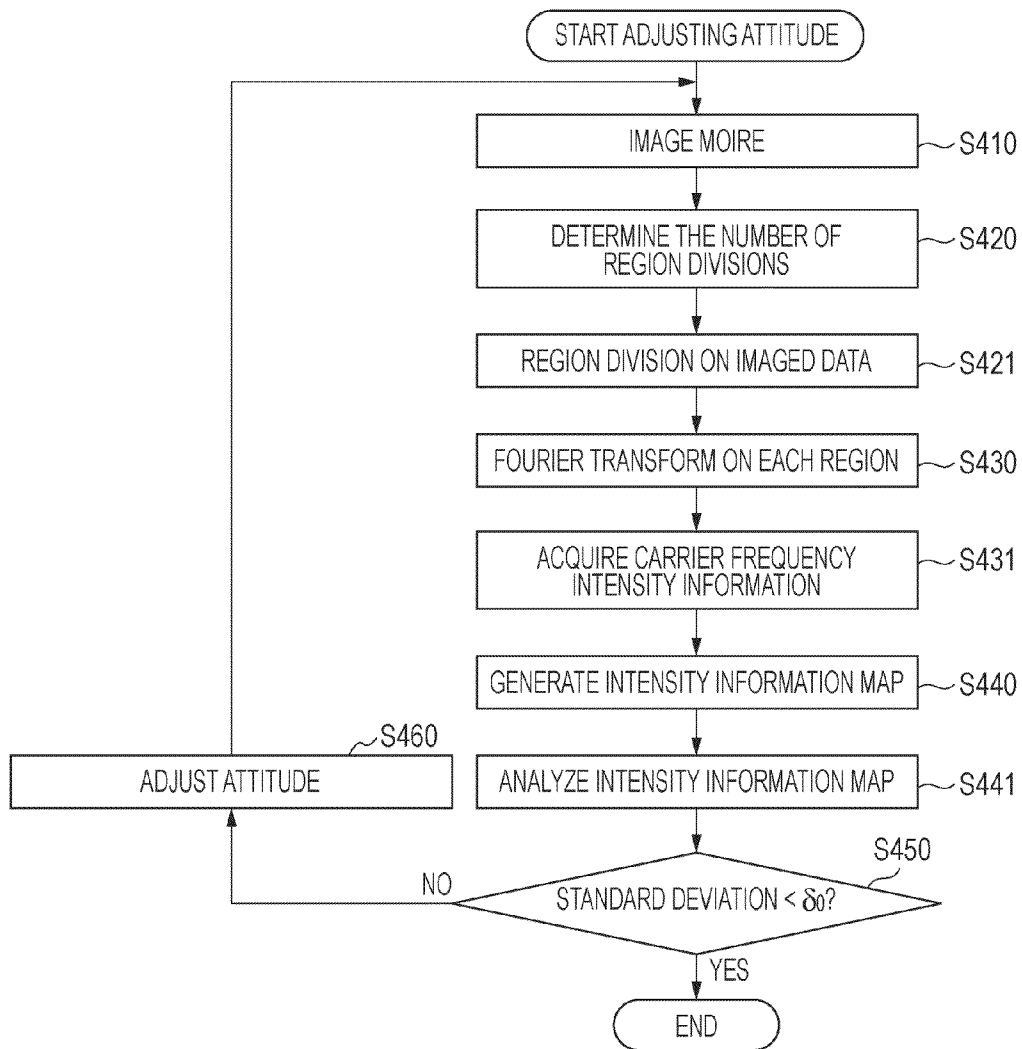 START ADJUSTING ATTITUDE
IMAGE MOIRE
S410
DETERMINE THE NUMBER OF
REGION DIVISIONS
S420
REGION DIVISION ON IMAGED DATA
S421
FOURIER TRANSFORM ON EACH REGION
S430
ACQUIRE CARRIER FREQUENCY
INTENSITY INFORMATION
S431
GENERATE INTENSITY INFORMATION MAP
S440
S460
ADJUST ATTITUDE
ANALYZE INTENSITY INFORMATION MAP
S441
S450
NO
STANDARD DEVIATION < δ0?
YES
END